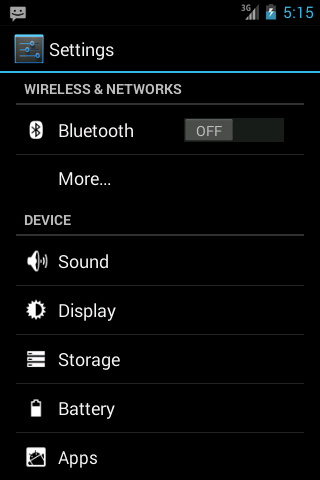 3G 5:15
Settings
WIRELESS & NETWORKS
Bluetooth OFF
More...
DEVICE
Sound
Display
Storage
Battery
Apps